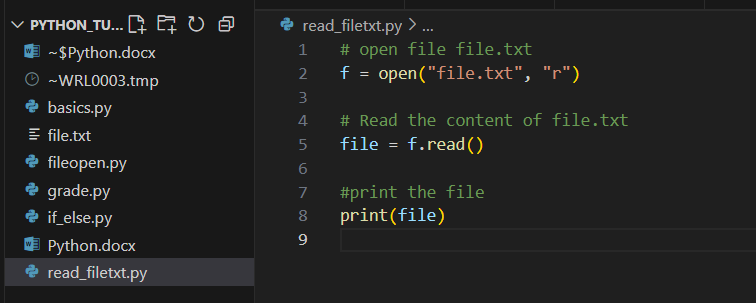 PYTHON_TU...
~$Python.docx
~WRL0003.tmp
basics.py
file.txt
fileopen.py
grade.py
if_else.py
Python.docx
read_filetxt.py
read_filetxt.py > ...
1 # open file file.txt
2 f = open("file.txt", "r")
3
4 # Read the content of file.txt
5 file = f.read()
6
7 #print the file
8 print(file)
9